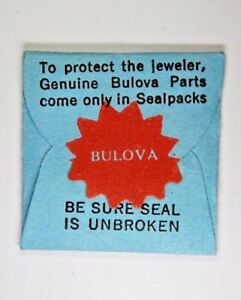 To protect the jeweler,
Genuine Bulova Parts
come only in Sealpacks
BULOVA
BE SURE SEAL
IS UNBROKEN